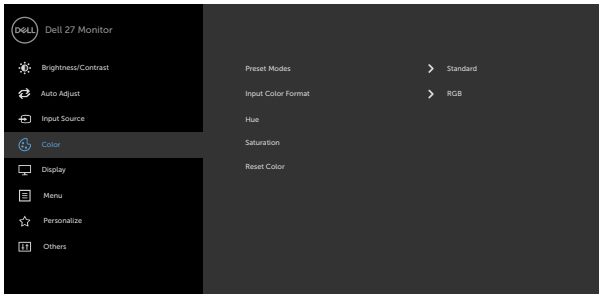 DELL
Dell 27 Monitor
Brightness/Contrast
Auto Adjust
Input Source
Color
Display
Menu
Personalize
Others
Preset Modes Standard
Input Color Format RGB
Hue
Saturation
Reset Color